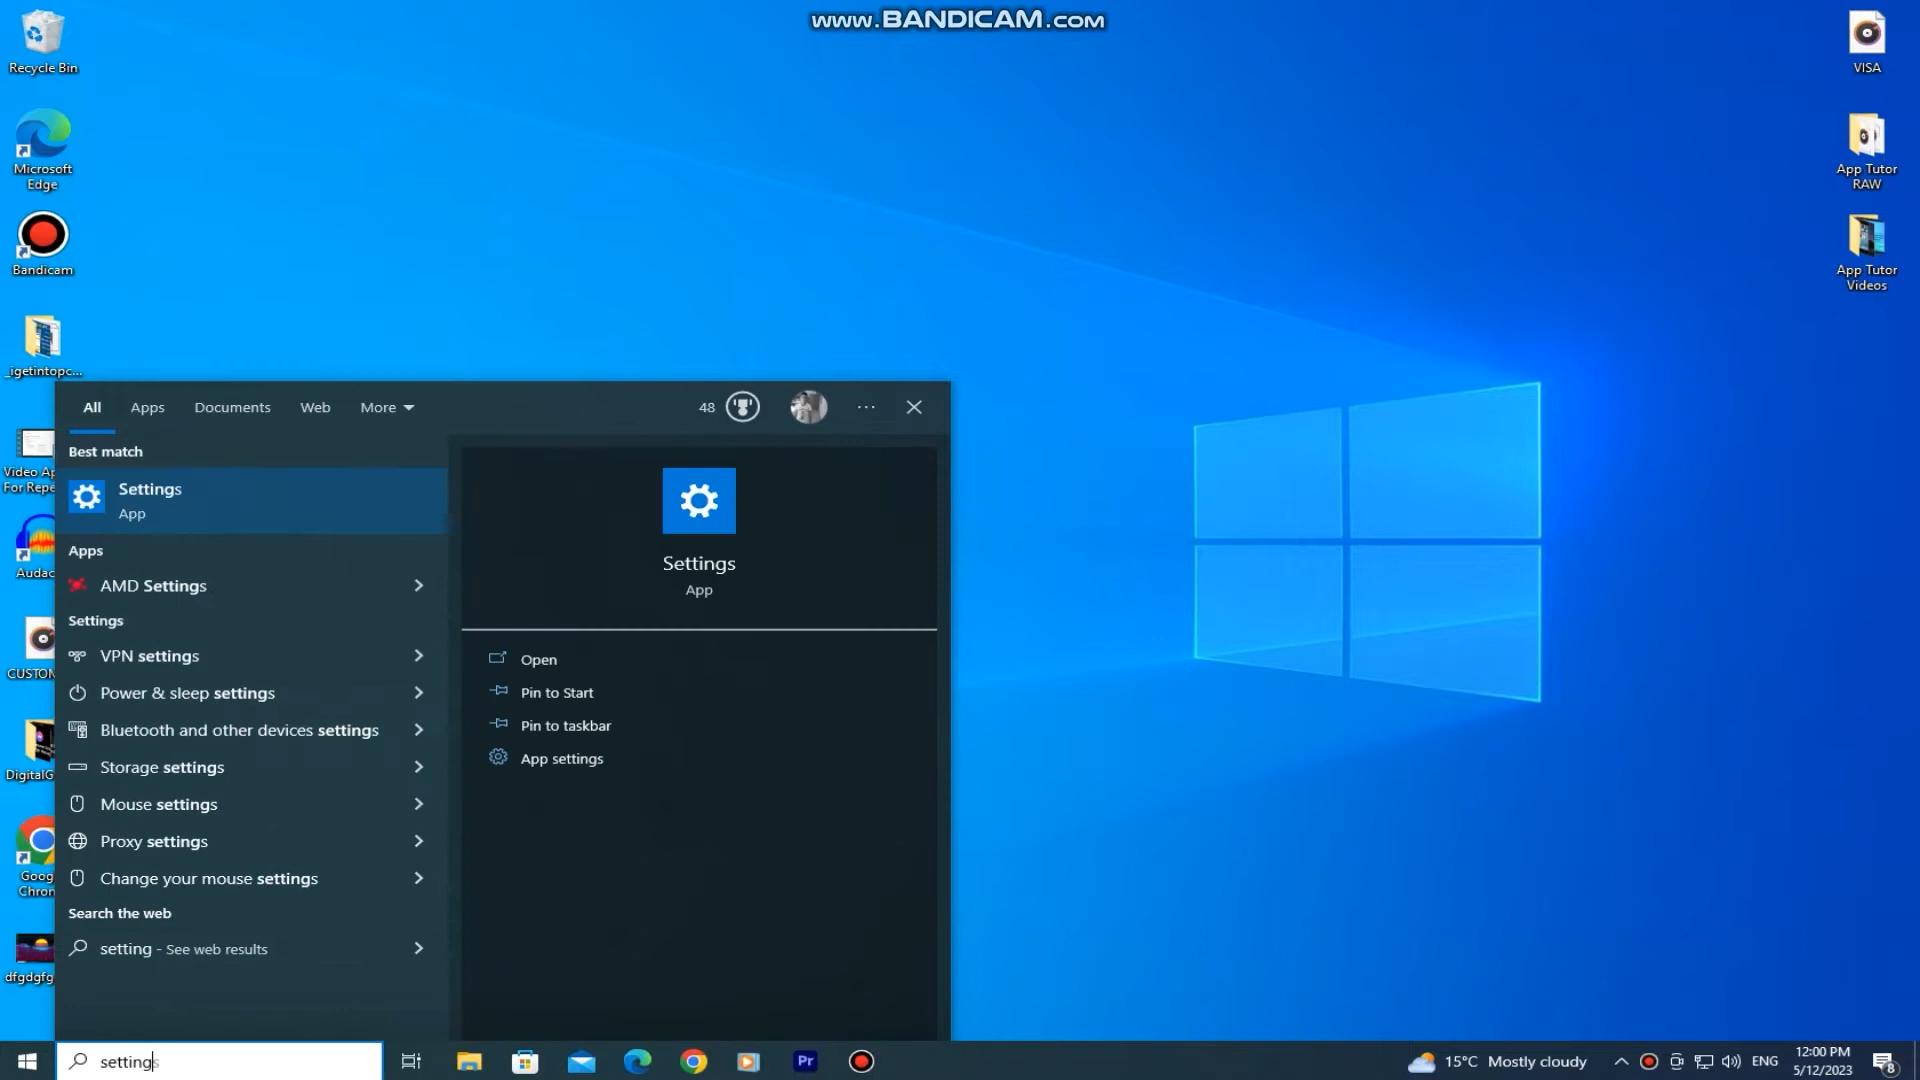 www.BANDICAM.com
Recycle Bin
Microsoft
Edge
Bandicam
_igetintopc...
Video Ap
For Repe
Audac
CUSTOM
DigitalG
Goog
Chron
dfgdgfg
VISA
App Tutor
RAW
App Tutor
Videos
All
Apps
Documents
Web
More
48
Best match
Settings
App
Apps
AMD Settings
Settings
VPN settings
Power & sleep settings
Bluetooth and other devices settings
Storage settings
Mouse settings
Proxy settings
Change your mouse settings
Search the web
setting - See web results
Settings
App
Open
Pin to Start
Pin to taskbar
App settings
settings
Pr
15°C Mostly cloudy
ENG
12:00 PM
5/12/2023
8